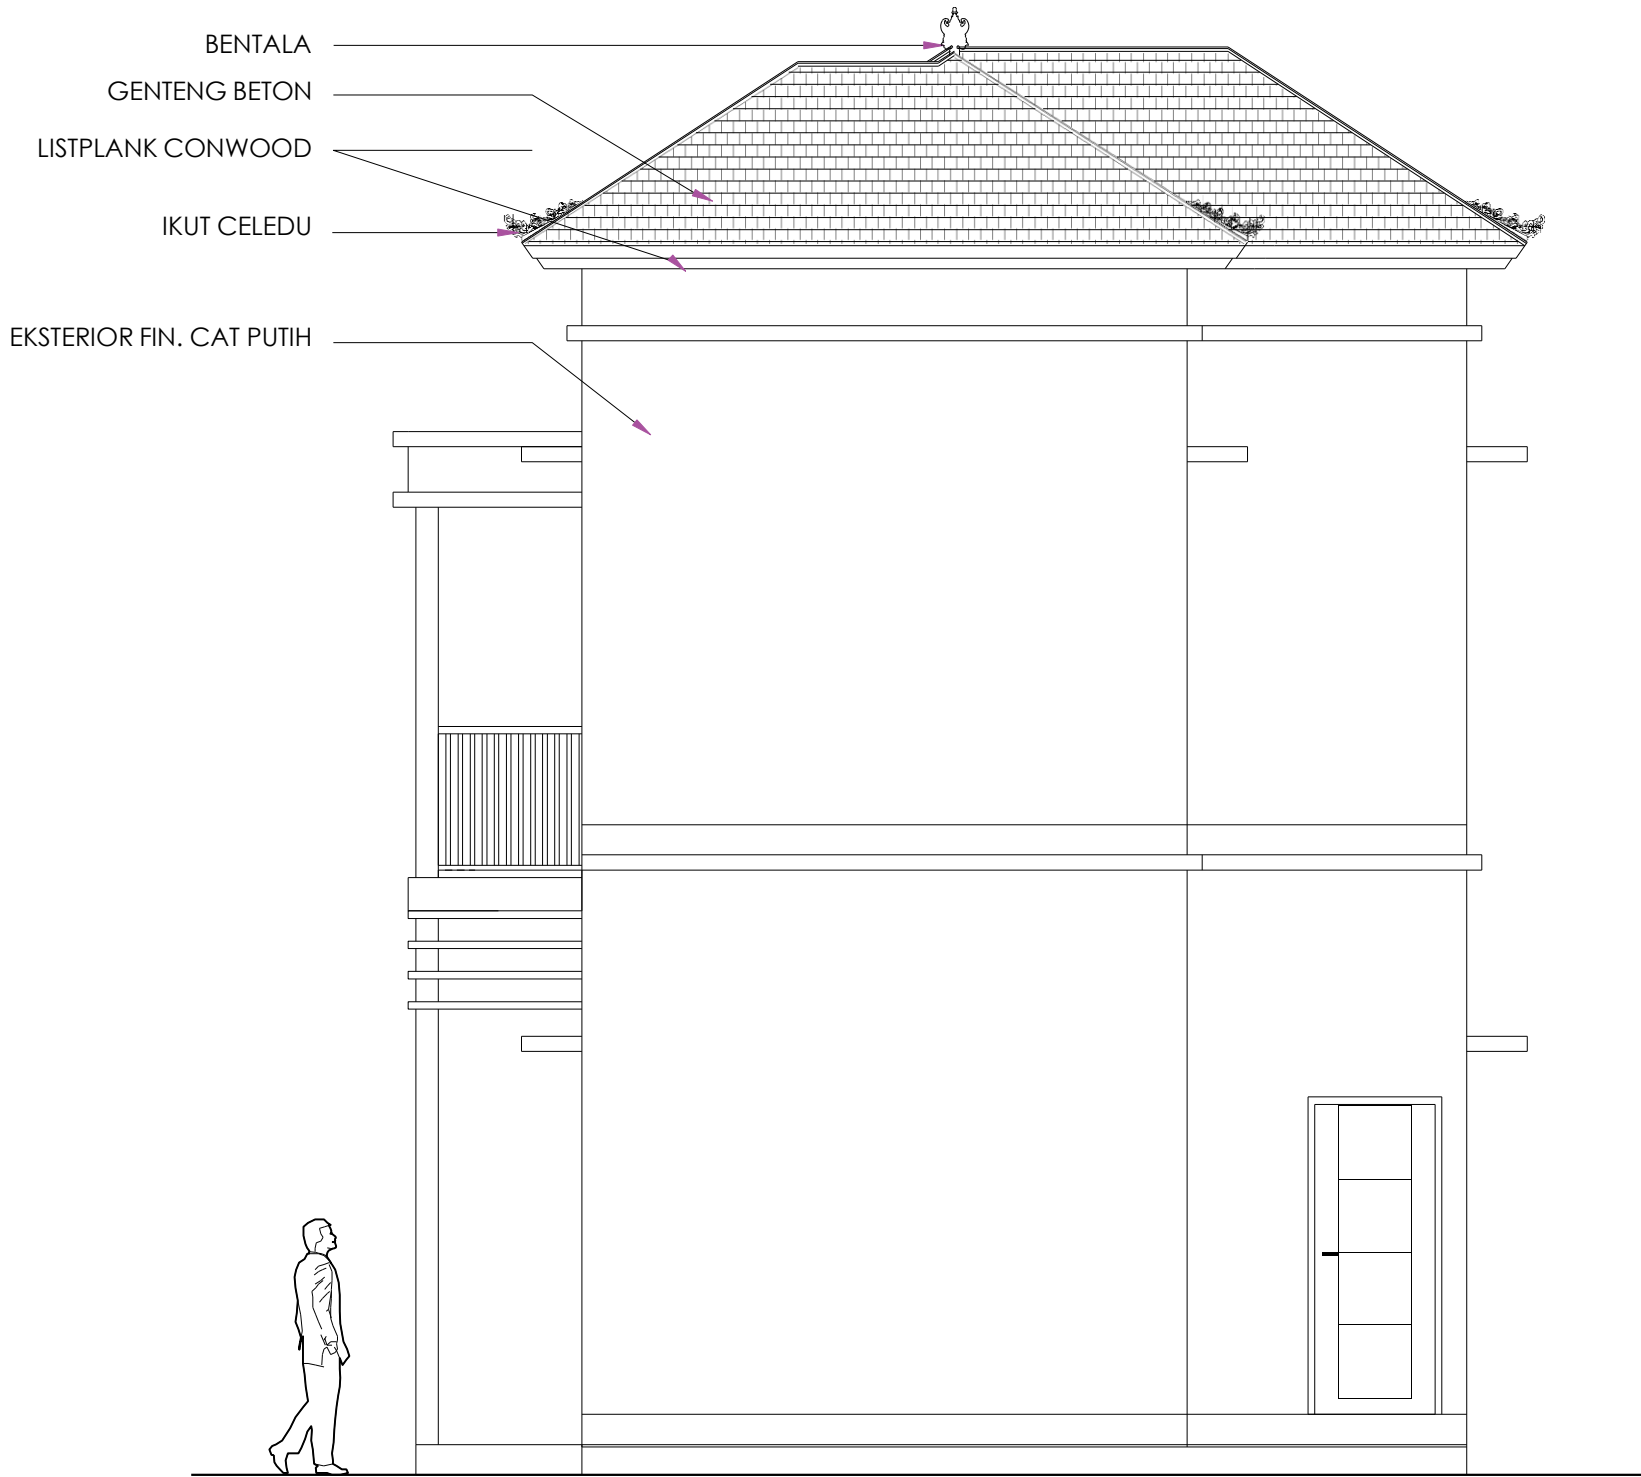 BENTALA
GENTENG BETON
LISTPLANK CONWOOD
IKUT CELEDU
EKSTERIOR FIN. CAT PUTIH